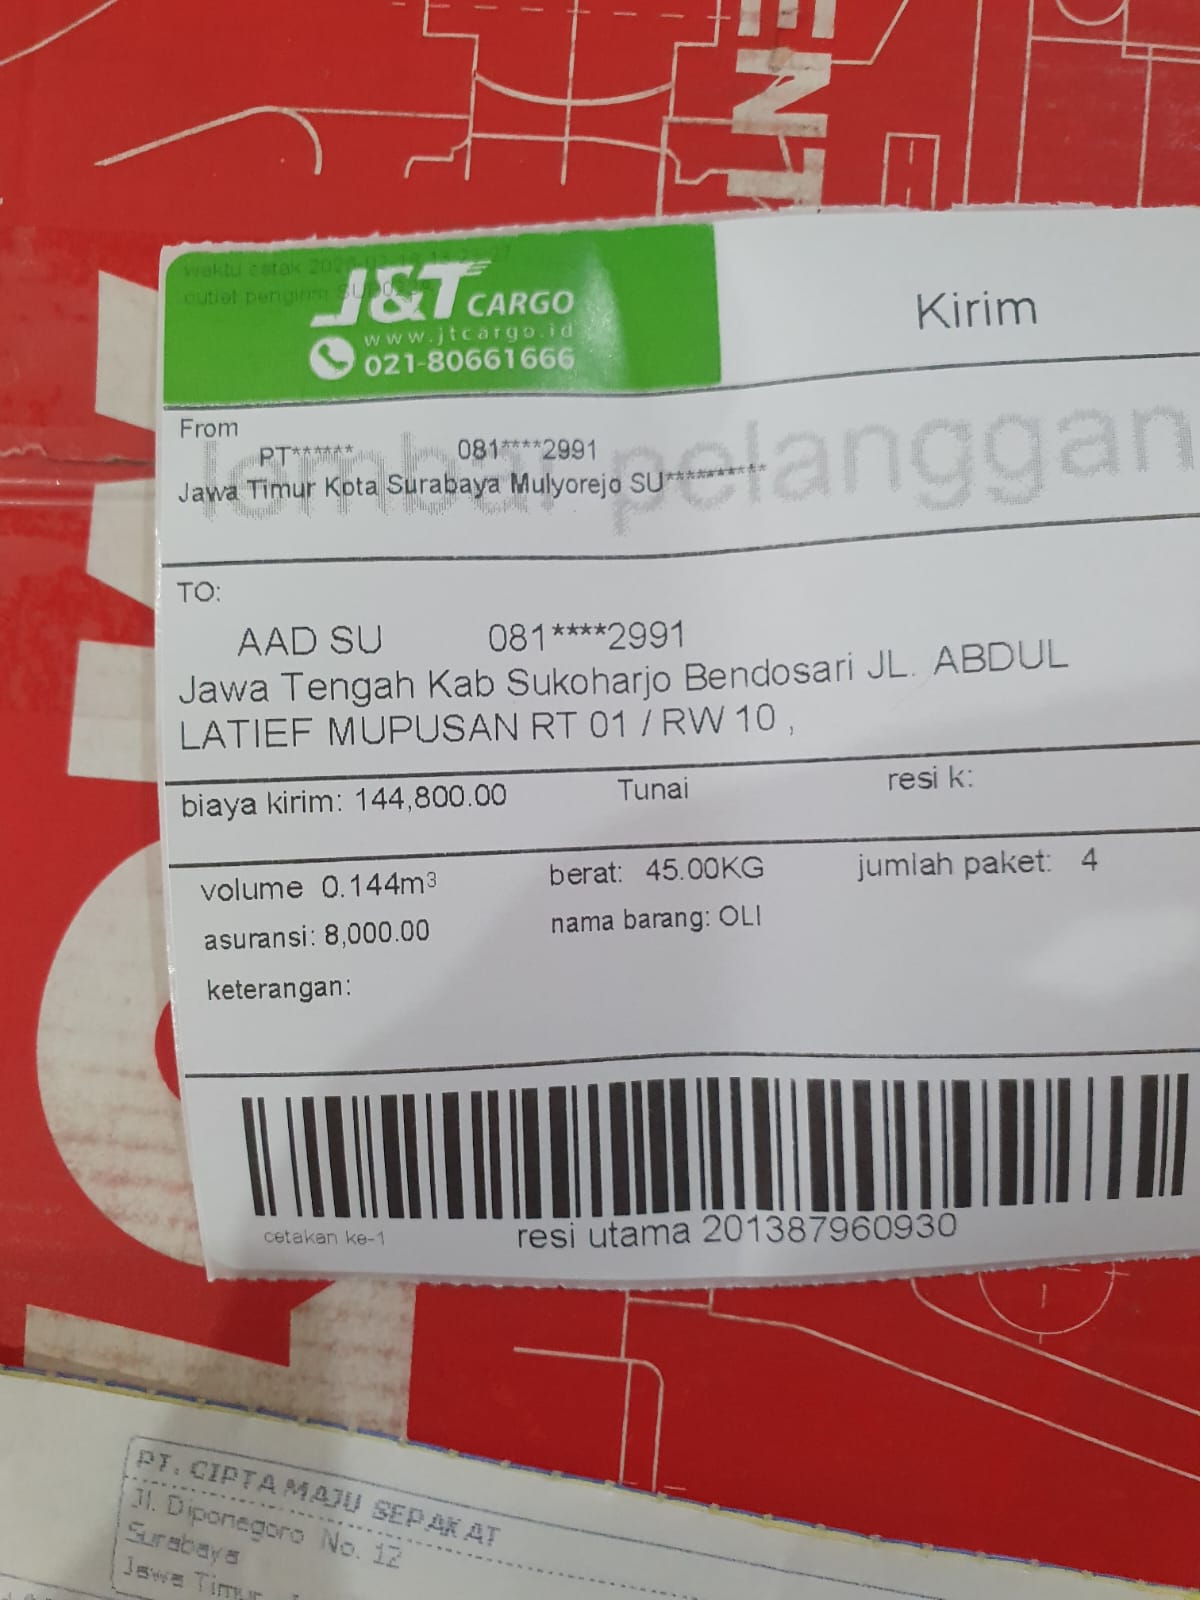 J&T CARGO
www.jtcargo.id
021-80661666
Kirim
lembar pelanggan
From
PT****** 081****2991
Jawa Timur Kota Surabaya Mulyorejo SU**********
TO:
AAD SU 081****2991
Jawa Tengah Kab Sukoharjo Bendosari JL. ABDUL
LATIEF MUPUSAN RT 01 / RW 10 ,
biaya kirim: 144,800.00 Tunai resi k:
volume 0.144m³ berat: 45.00KG jumlah paket: 4
asuransi: 8,000.00 nama barang: OLI
keterangan:
cetakan ke-1 resi utama 201387960930
PT. CIPTA MAJU SEPAKAT
Jl. Diponegoro No. 12
Surabaya
Jawa Timur